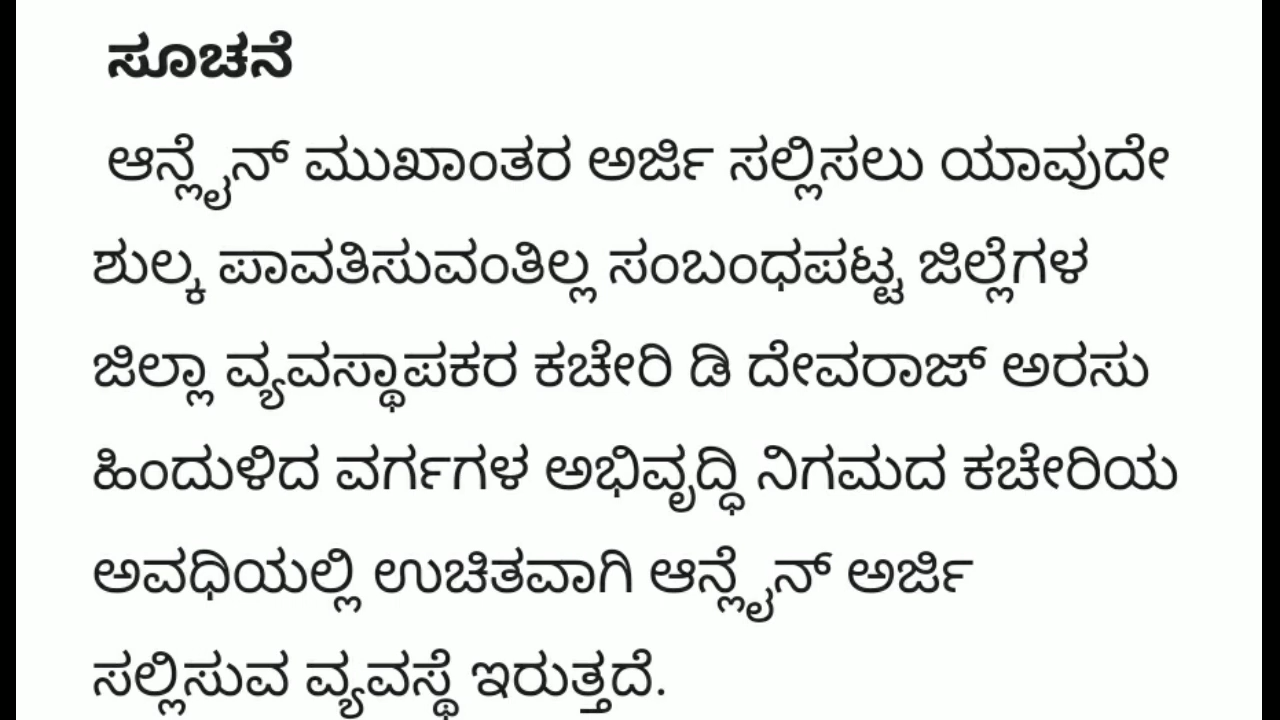 ಸೂಚನೆ
ಆನ್ಲೈನ್ ಮುಖಾಂತರ ಅರ್ಜಿ ಸಲ್ಲಿಸಲು ಯಾವುದೇ
ಶುಲ್ಕ ಪಾವತಿಸುವಂತಿಲ್ಲ ಸಂಬಂಧಪಟ್ಟ ಜಿಲ್ಲೆಗಳ
ಜಿಲ್ಲಾ ವ್ಯವಸ್ಥಾಪಕರ ಕಚೇರಿ ಡಿ ದೇವರಾಜ್ ಅರಸು
ಹಿಂದುಳಿದ ವರ್ಗಗಳ ಅಭಿವೃದ್ಧಿ ನಿಗಮದ ಕಚೇರಿಯ
ಅವಧಿಯಲ್ಲಿ ಉಚಿತವಾಗಿ ಆನ್ಲೈನ್ ಅರ್ಜಿ
ಸಲ್ಲಿಸುವ ವ್ಯವಸ್ಥೆ ಇರುತ್ತದೆ.